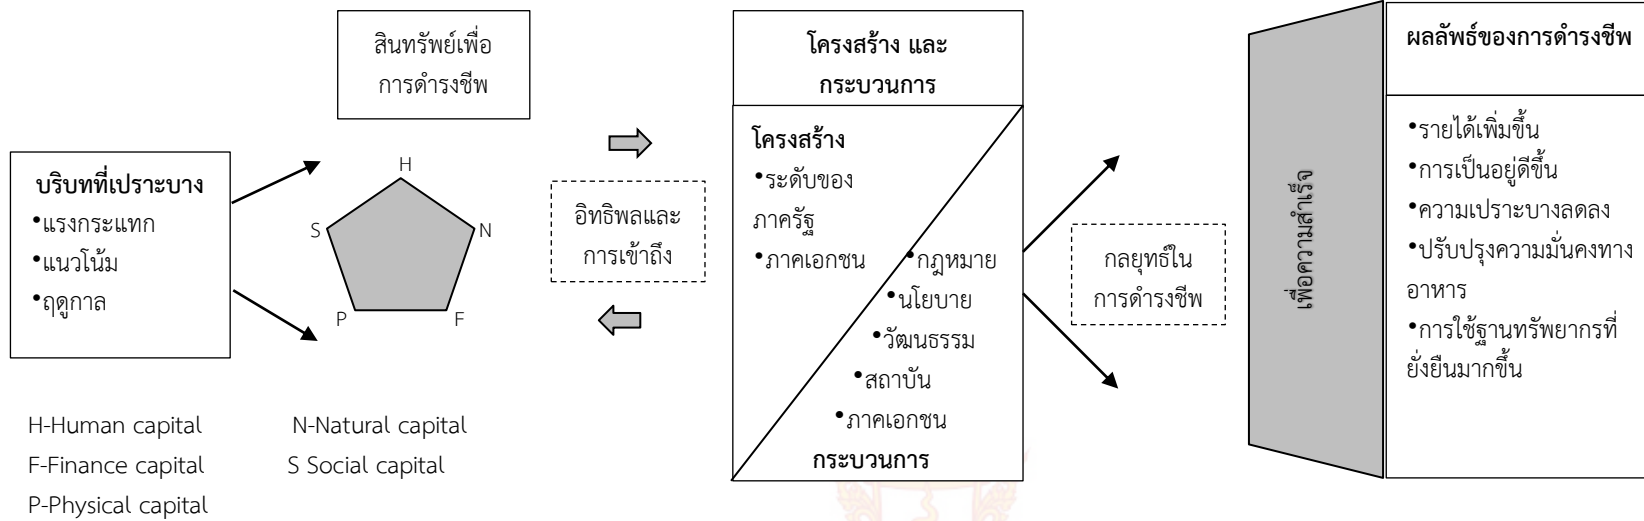 สินทรัพย์เพื่อ
การดำรงชีพ
บริบทที่เปราะบาง
•แรงกระแทก
•แนวโน้ม
•ฤดูกาล
H
S
N
P
F
H-Human capital
N-Natural capital
F-Finance capital
S Social capital
P-Physical capital
อิทธิพลและ
การเข้าถึง
โครงสร้าง และ
กระบวนการ
โครงสร้าง
•ระดับของ
ภาครัฐ
•ภาคเอกชน
•กฎหมาย
•นโยบาย
•วัฒนธรรม
•สถาบัน
•ภาคเอกชน
กระบวนการ
กลยุทธ์ใน
การดำรงชีพ
เพื่อความสำเร็จ
ผลลัพธ์ของการดำรงชีพ
•รายได้เพิ่มขึ้น
•การเป็นอยู่ดีขึ้น
•ความเปราะบางลดลง
•ปรับปรุงความมั่นคงทาง
อาหาร
•การใช้ฐานทรัพยากรที่
ยั่งยืนมากขึ้น